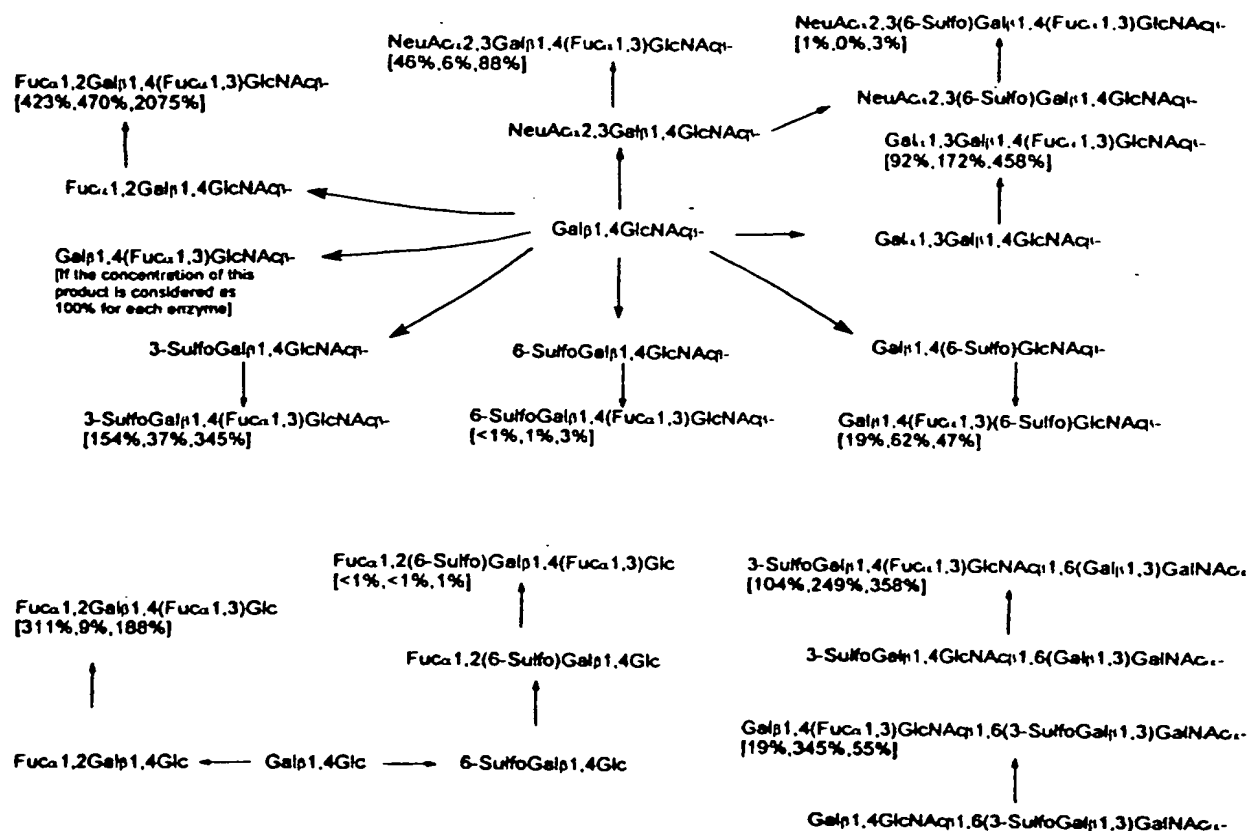 NeuAcα2,3Galβ1,4(Fucα1,3)GlcNAcβ-
[46%,6%,88%]
NeuAcα2,3(6-Sulfo)Galβ1,4(Fucα1,3)GlcNAcβ-
[1%,0%,3%]
Fucα1,2Galβ1,4(Fucα1,3)GlcNAcβ-
[423%,470%,2075%]
NeuAcα2,3(6-Sulfo)Galβ1,4GlcNAcβ-
NeuAcα2,3Galβ1,4GlcNAcβ-
Galα1,3Galβ1,4(Fucα1,3)GlcNAcβ-
[92%,172%,458%]
Fucα1,2Galβ1,4GlcNAcβ-
Galβ1,4GlcNAcβ-
Galα1,3Galβ1,4GlcNAcβ-
Galβ1,4(Fucα1,3)GlcNAcβ-
[If the concentration of this
product is considered as
100% for each enzyme]
3-SulfoGalβ1,4GlcNAcβ-
6-SulfoGalβ1,4GlcNAcβ-
Galβ1,4(6-Sulfo)GlcNAcβ-
3-SulfoGalβ1,4(Fucα1,3)GlcNAcβ-
[154%,37%,345%]
6-SulfoGalβ1,4(Fucα1,3)GlcNAcβ-
[<1%,1%,3%]
Galβ1,4(Fucα1,3)(6-Sulfo)GlcNAcβ-
[19%,62%,47%]
Fucα1,2(6-Sulfo)Galβ1,4(Fucα1,3)Glc
[<1%,<1%,1%]
3-SulfoGalβ1,4(Fucα1,3)GlcNAcβ1,6(Galβ1,3)GalNAcα
[104%,249%,358%]
Fucα1,2Galβ1,4(Fucα1,3)Glc
[311%,9%,188%]
Fucα1,2(6-Sulfo)Galβ1,4Glc
3-SulfoGalβ1,4GlcNAcβ1,6(Galβ1,3)GalNAcα-
Galβ1,4(Fucα1,3)GlcNAcβ1,6(3-SulfoGalβ1,3)GalNAcα-
[19%,345%,55%]
Fucα1,2Galβ1,4Glc
Galβ1,4Glc
6-SulfoGalβ1,4Glc
Galβ1,4GlcNAcβ1,6(3-SulfoGalβ1,3)GalNAcα-